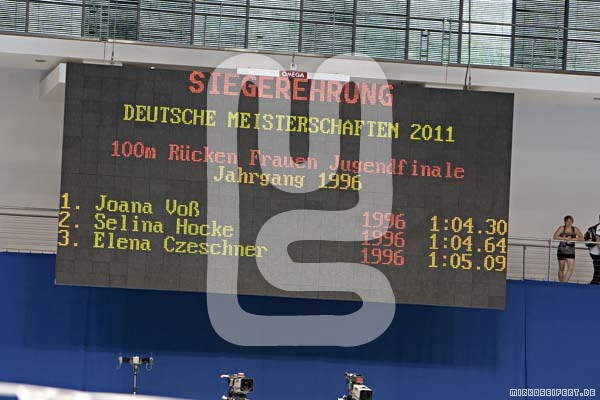 OMEGA
SIEGEREHRUNG
DEUTSCHE MEISTERSCHAFTEN 2011
100m Rücken Frauen Jugendfinale
Jahrgang 1996
1. Joana Voß 1996 1:04.30
2. Selina Hocke 1996 1:04.64
3. Elena Czeschner 1996 1:05.09
MIRKOSEIFERT.DE